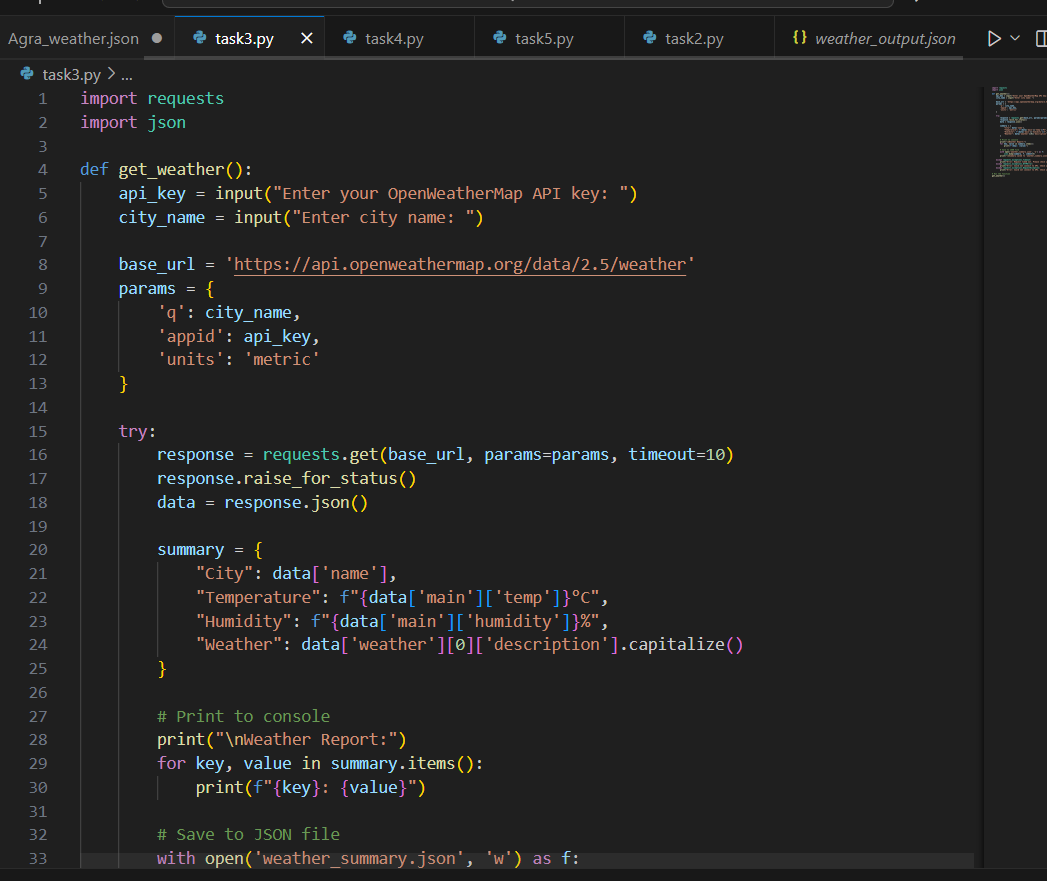 Agra_weather.json task3.py task4.py task5.py task2.py {} weather_output.json
task3.py > ...
1 import requests
2 import json
3
4 def get_weather():
5     api_key = input("Enter your OpenWeatherMap API key: ")
6     city_name = input("Enter city name: ")
7
8     base_url = 'https://api.openweathermap.org/data/2.5/weather'
9     params = {
10         'q': city_name,
11         'appid': api_key,
12         'units': 'metric'
13     }
14
15     try:
16         response = requests.get(base_url, params=params, timeout=10)
17         response.raise_for_status()
18         data = response.json()
19
20         summary = {
21             "City": data['name'],
22             "Temperature": f"{data['main']['temp']}°C",
23             "Humidity": f"{data['main']['humidity']}%",
24             "Weather": data['weather'][0]['description'].capitalize()
25         }
26
27         # Print to console
28         print("\nWeather Report:")
29         for key, value in summary.items():
30             print(f"{key}: {value}")
31
32         # Save to JSON file
33         with open('weather_summary.json', 'w') as f: